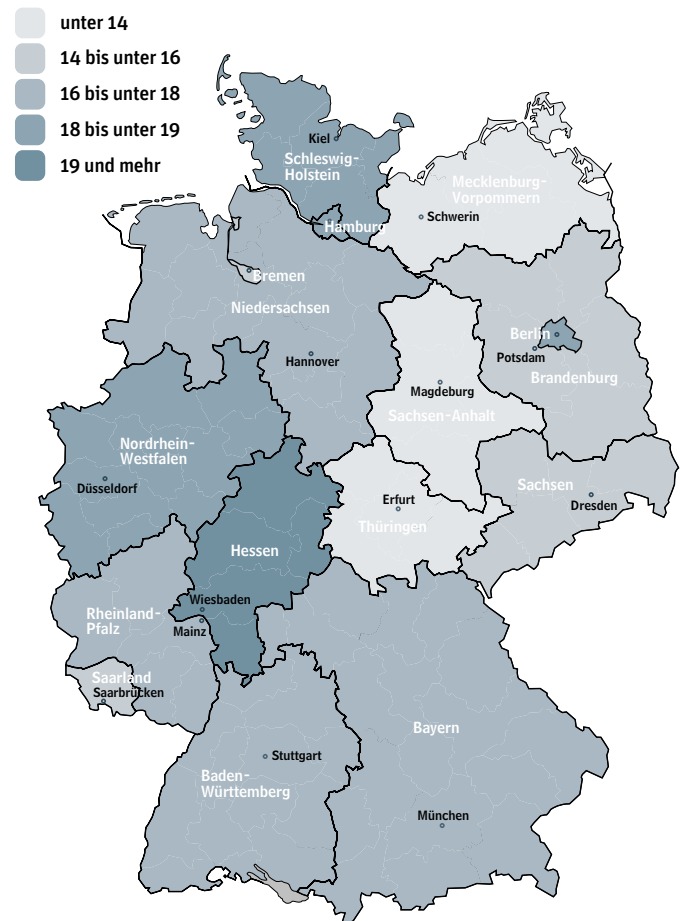 unter 14
14 bis unter 16
16 bis unter 18
18 bis unter 19
19 und mehr
Kiel
Schleswig-
Holstein
Mecklenburg-
Vorpommern
Schwerin
Hamburg
Bremen
Niedersachsen
Hannover
Berlin
Potsdam
Brandenburg
Magdeburg
Sachsen-Anhalt
Nordrhein-
Westfalen
Düsseldorf
Sachsen
Dresden
Erfurt
Thüringen
Hessen
Wiesbaden
Mainz
Rheinland-
Pfalz
Saarland
Saarbrücken
Bayern
Stuttgart
Baden-
Württemberg
München